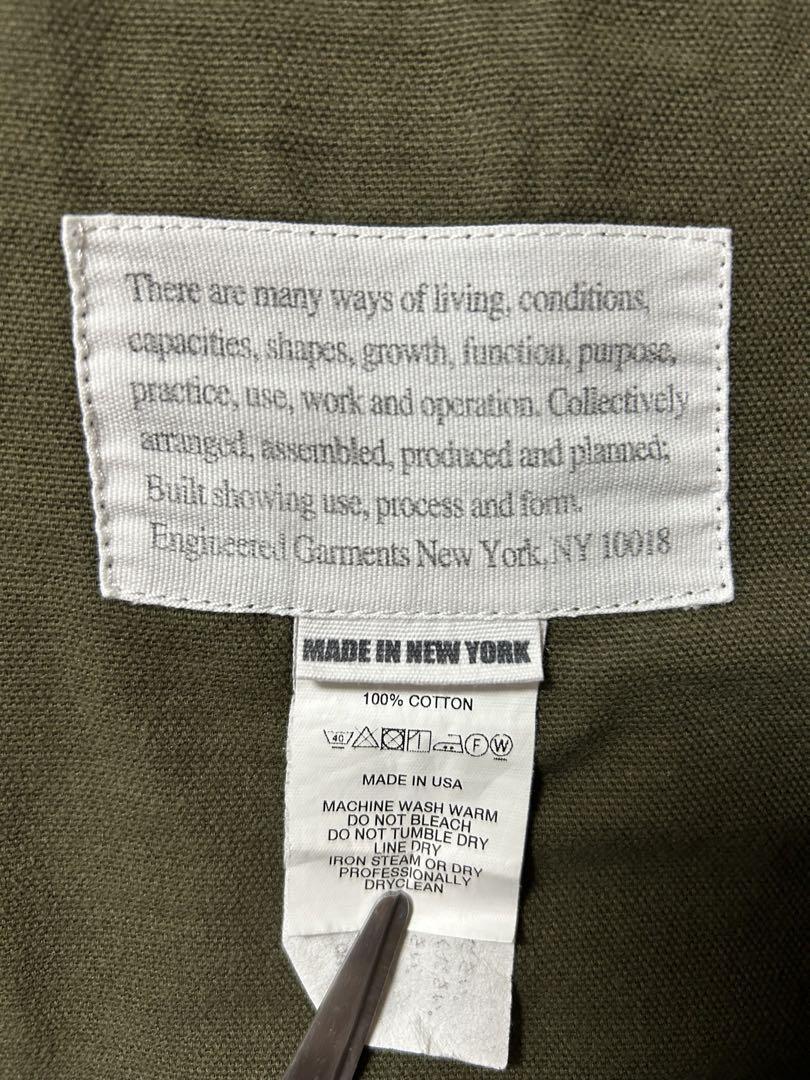 There are many ways of living, conditions,
capacities, shapes, growth, function, purpose,
practice, use, work and operation. Collectively
arranged, assembled, produced and planned;
Built showing use, process and form.
Engineered Garments New York, NY 10018
MADE IN NEW YORK
100% COTTON
40 F W
MADE IN USA
MACHINE WASH WARM
DO NOT BLEACH
DO NOT TUMBLE DRY
LINE DRY
IRON STEAM OR DRY
PROFESSIONALLY
DRYCLEAN